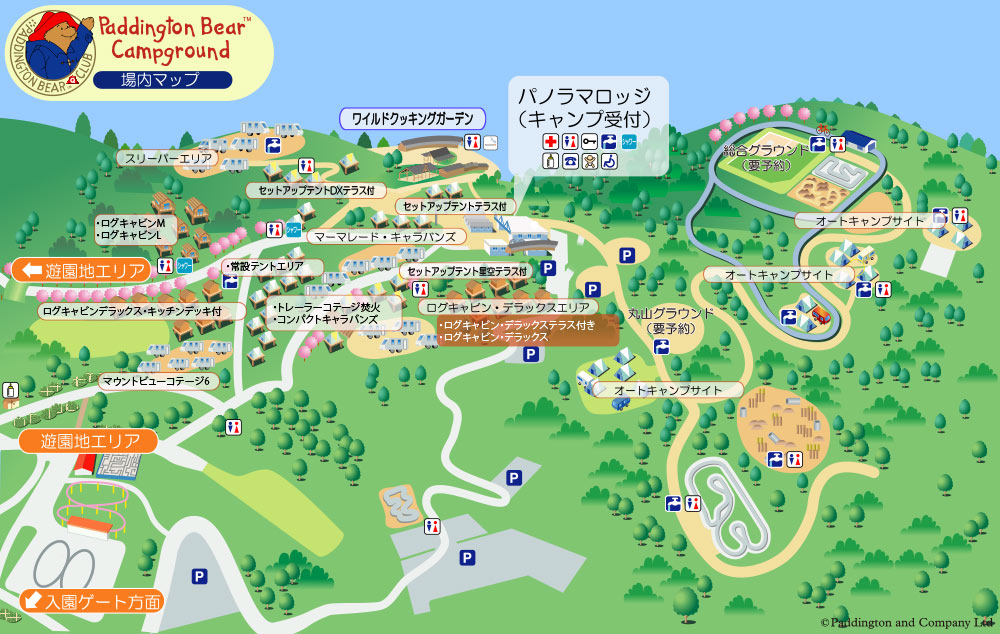 Paddington Bear™
Campground
PADDINGTON BEAR CLUB
場内マップ
ワイルドクッキングガーデン
パノラマロッジ
（キャンプ受付）
シャワー
スリーパーエリア
セットアップテントDXテラス付
セットアップテントテラス付
総合グラウンド
（要予約）
・ログキャビンM
・ログキャビンL
シャワー
マーマレード・キャラバンズ
オートキャンプサイト
遊園地エリア
シャワー
・常設テントエリア
セットアップテント星空テラス付
P
P
P
オートキャンプサイト
ログキャビンデラックス・キッチンデッキ付
・トレーラーコテージ焚火
・コンパクトキャラバンズ
ログキャビン・デラックスエリア
・ログキャビン・デラックステラス付き
・ログキャビン・デラックス
丸山グラウンド
（要予約）
P
マウントビューコテージ6
オートキャンプサイト
遊園地エリア
P
P
P
入園ゲート方面
©Paddington and Company Ltd